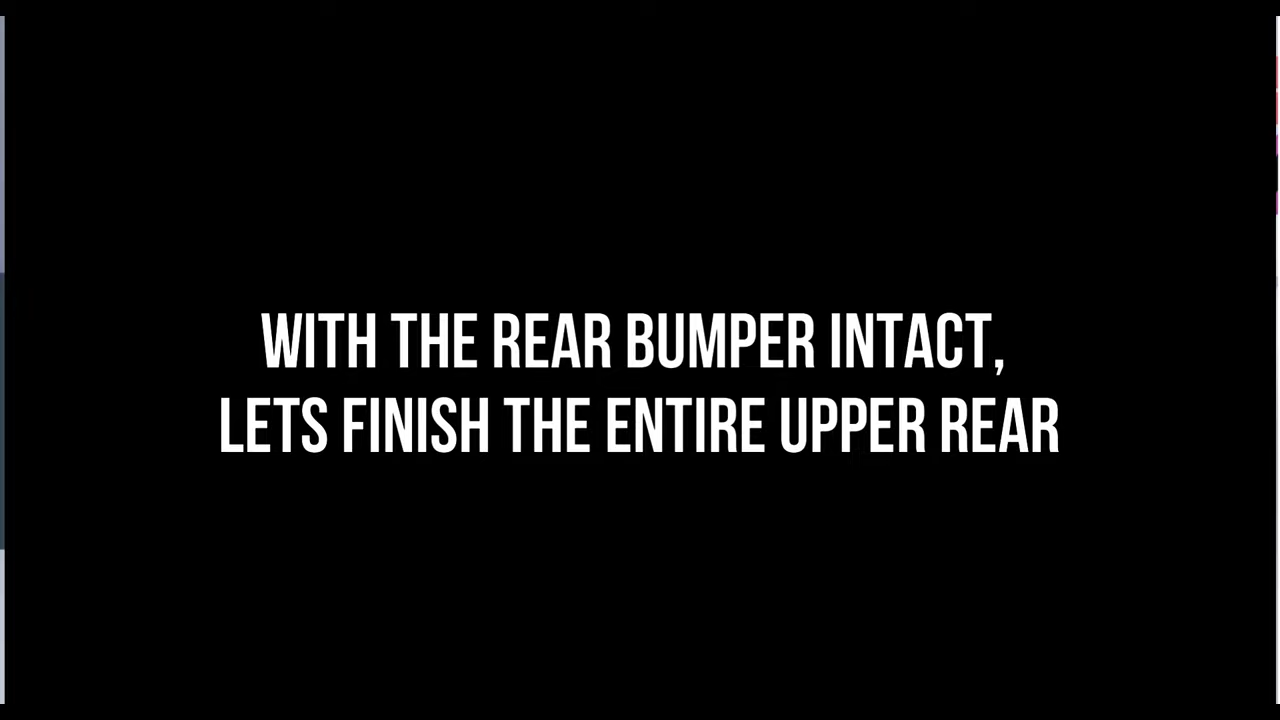 WITH THE REAR BUMPER INTACT,
LETS FINISH THE ENTIRE UPPER REAR